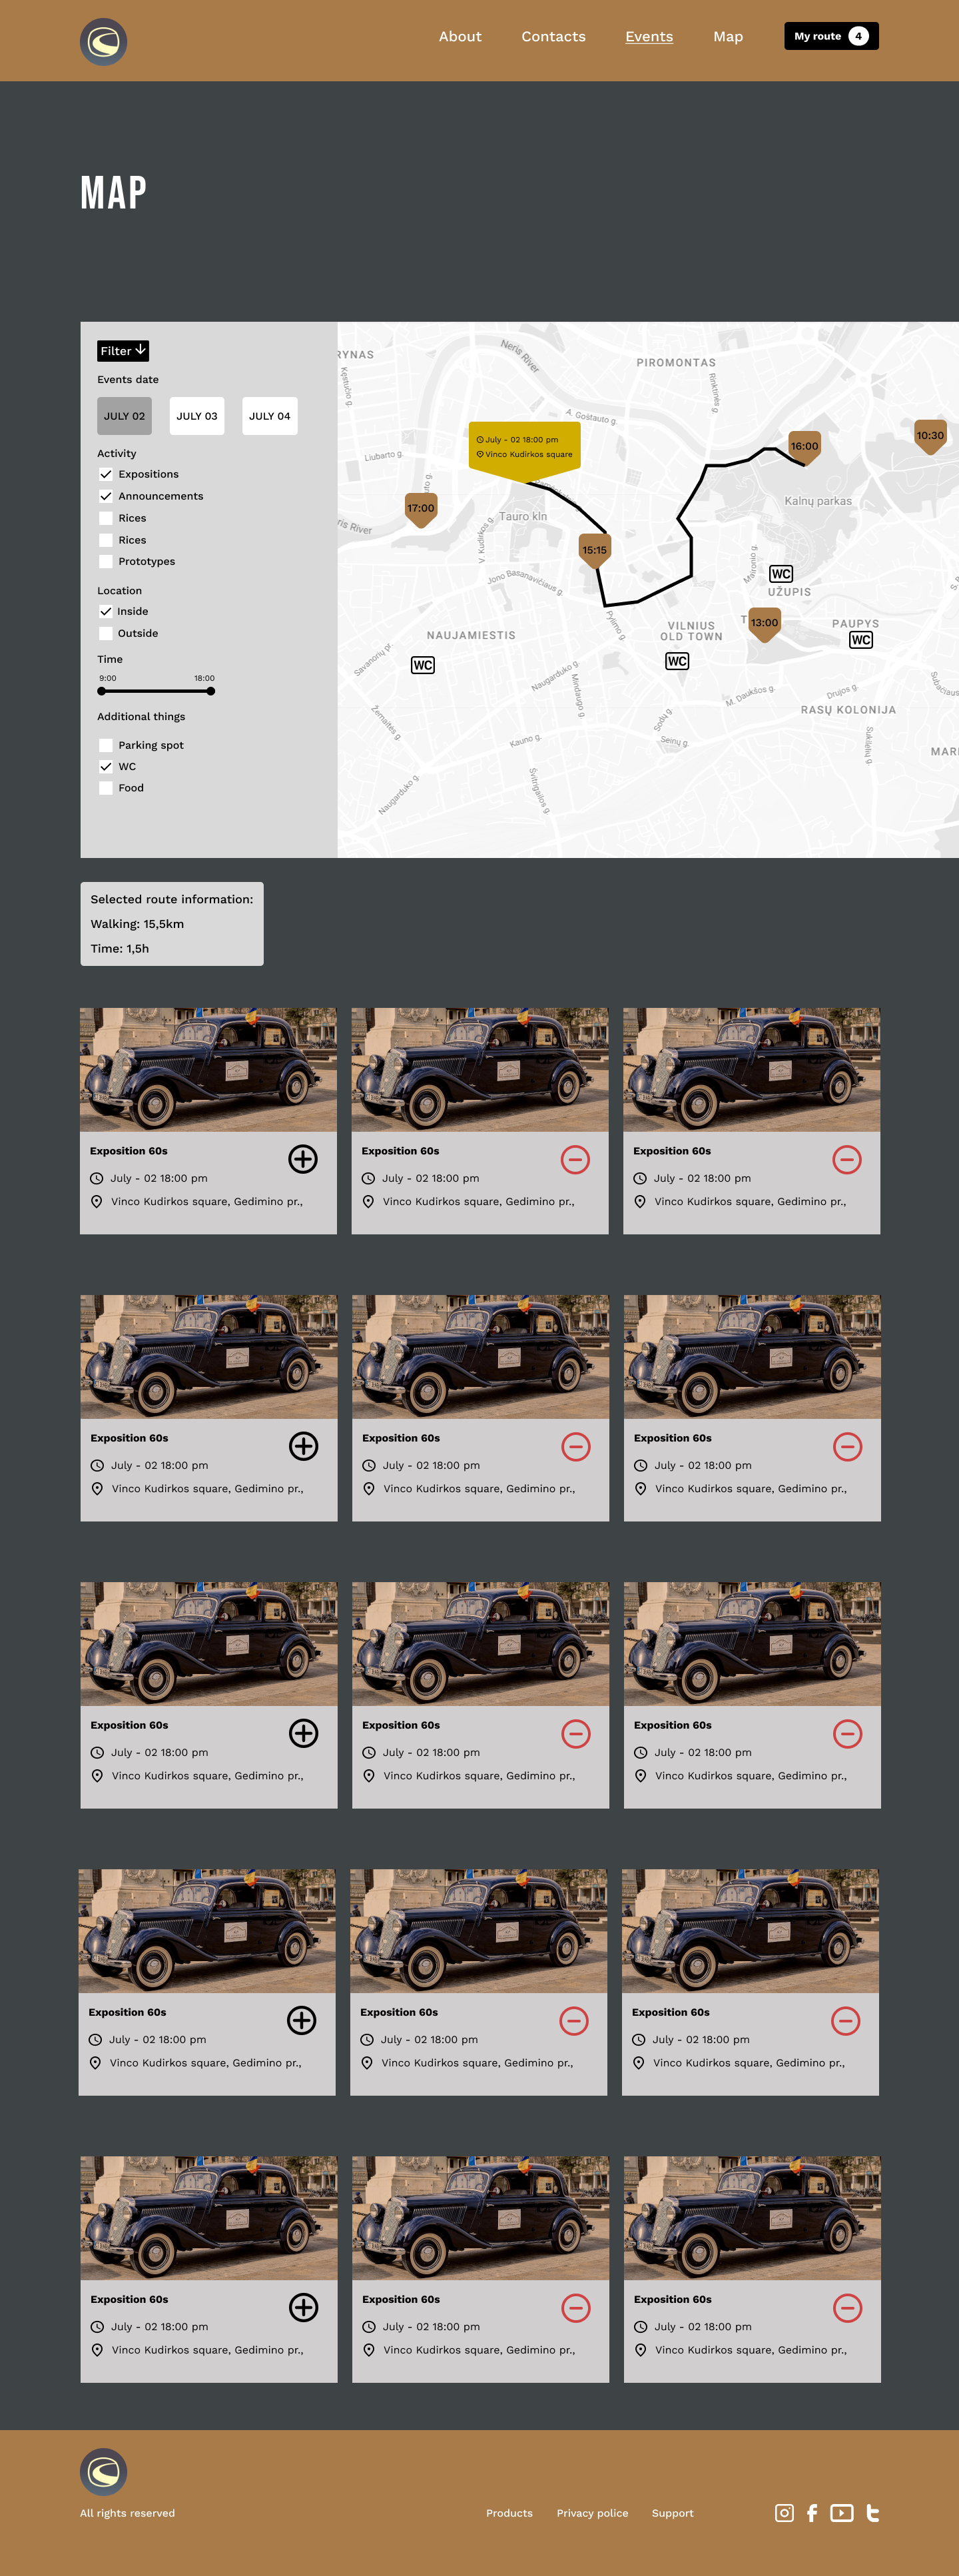 About Contacts Events Map My route 4
MAP
Filter
Events date
JULY 02 JULY 03 JULY 04
Activity
Expositions
Announcements
Rices
Rices
Prototypes
Location
Inside
Outside
Time
9:00 18:00
Additional things
Parking spot
WC
Food
RYNAS
Neris River
PIROMONTAS
Kęstučio g.
Rinktinės g.
A. Goštauto g.
July - 02 18:00 pm
Vinco Kudirkos square
16:00
10:30
Liubarto g.
Kalnų parkas
17:00
ris River
Tauro kln
V. Kudirkos g.
15:15
Jono Basanavičiaus g.
Maironio g.
WC
UŽUPIS
13:00
Pylimo g.
VILNIUS
OLD TOWN
PAUPYS
WC
NAUJAMIESTIS
Savanorių pr.
WC
WC
Naugarduko g.
Mindaugo g.
M. Daukšos g.
Drujos g.
Subačiaus
RASŲ KOLONIJA
Žemaitės g.
Sodų g.
Kauno g.
Seinų g.
Sukilėlių g.
MAR
Naugarduko g.
Švitrigailos g.
Selected route information:
Walking: 15,5km
Time: 1,5h
Exposition 60s Exposition 60s Exposition 60s
July - 02 18:00 pm July - 02 18:00 pm July - 02 18:00 pm
Vinco Kudirkos square, Gedimino pr., Vinco Kudirkos square, Gedimino pr., Vinco Kudirkos square, Gedimino pr.,
Exposition 60s Exposition 60s Exposition 60s
July - 02 18:00 pm July - 02 18:00 pm July - 02 18:00 pm
Vinco Kudirkos square, Gedimino pr., Vinco Kudirkos square, Gedimino pr., Vinco Kudirkos square, Gedimino pr.,
Exposition 60s Exposition 60s Exposition 60s
July - 02 18:00 pm July - 02 18:00 pm July - 02 18:00 pm
Vinco Kudirkos square, Gedimino pr., Vinco Kudirkos square, Gedimino pr., Vinco Kudirkos square, Gedimino pr.,
Exposition 60s Exposition 60s Exposition 60s
July - 02 18:00 pm July - 02 18:00 pm July - 02 18:00 pm
Vinco Kudirkos square, Gedimino pr., Vinco Kudirkos square, Gedimino pr., Vinco Kudirkos square, Gedimino pr.,
Exposition 60s Exposition 60s Exposition 60s
July - 02 18:00 pm July - 02 18:00 pm July - 02 18:00 pm
Vinco Kudirkos square, Gedimino pr., Vinco Kudirkos square, Gedimino pr., Vinco Kudirkos square, Gedimino pr.,
All rights reserved Products Privacy police Support